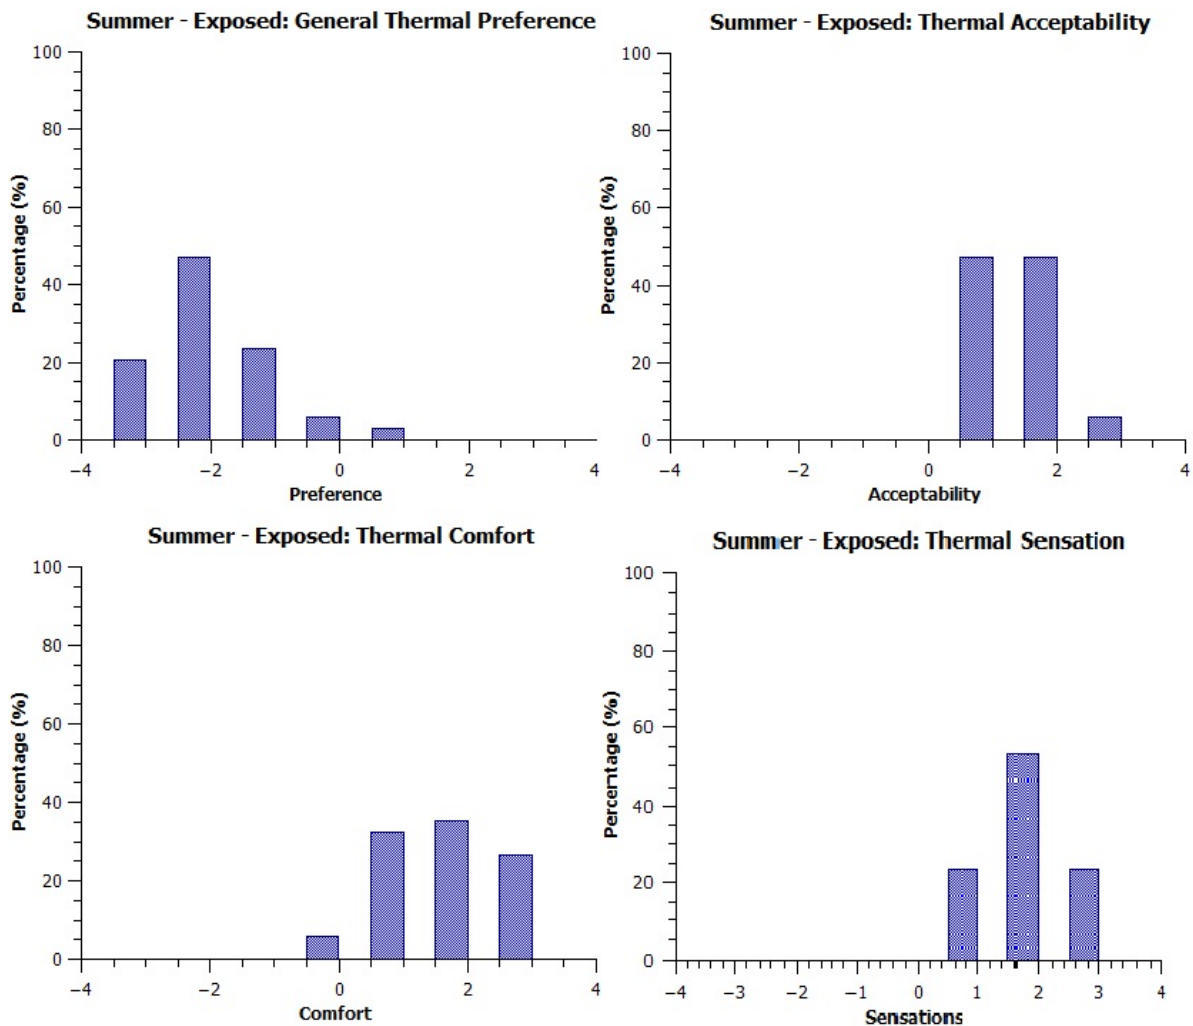 Summer - Exposed: General Thermal Preference
100
80
60
40
20
0
Percentage (%)
−4 −2 0 2 4
Preference
Summer - Exposed: Thermal Acceptability
100
80
60
40
20
0
Percentage (%)
−4 −2 0 2 4
Acceptability
Summer - Exposed: Thermal Comfort
100
80
60
40
20
0
Percentage (%)
−4 −2 0 2 4
Comfort
Summer - Exposed: Thermal Sensation
100
80
60
40
20
0
Percentage (%)
−4 −3 −2 −1 0 1 2 3 4
Sensations